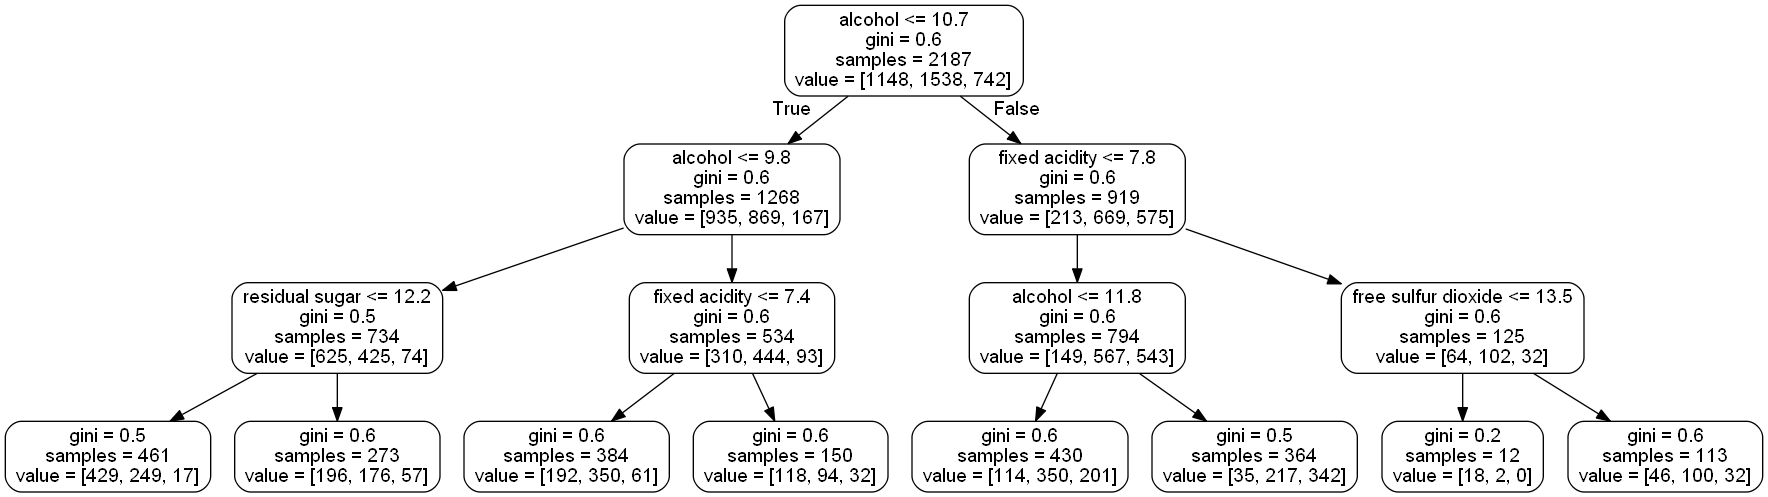 alcohol <= 10.7
gini = 0.6
samples = 2187
value = [1148, 1538, 742]
True
False
alcohol <= 9.8
gini = 0.6
samples = 1268
value = [935, 869, 167]
fixed acidity <= 7.8
gini = 0.6
samples = 919
value = [213, 669, 575]
residual sugar <= 12.2
gini = 0.5
samples = 734
value = [625, 425, 74]
fixed acidity <= 7.4
gini = 0.6
samples = 534
value = [310, 444, 93]
alcohol <= 11.8
gini = 0.6
samples = 794
value = [149, 567, 543]
free sulfur dioxide <= 13.5
gini = 0.6
samples = 125
value = [64, 102, 32]
gini = 0.5
samples = 461
value = [429, 249, 17]
gini = 0.6
samples = 273
value = [196, 176, 57]
gini = 0.6
samples = 384
value = [192, 350, 61]
gini = 0.6
samples = 150
value = [118, 94, 32]
gini = 0.6
samples = 430
value = [114, 350, 201]
gini = 0.5
samples = 364
value = [35, 217, 342]
gini = 0.2
samples = 12
value = [18, 2, 0]
gini = 0.6
samples = 113
value = [46, 100, 32]